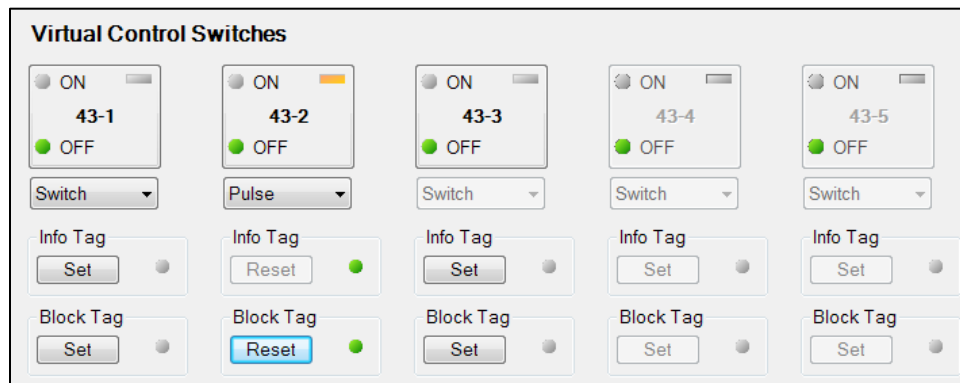 Virtual Control Switches
ON ON ON ON ON
43-1 43-2 43-3 43-4 43-5
OFF OFF OFF OFF OFF
Switch Pulse Switch Switch Switch
Info Tag Info Tag Info Tag Info Tag Info Tag
Set Reset Set Set Set
Block Tag Block Tag Block Tag Block Tag Block Tag
Set Reset Set Set Set